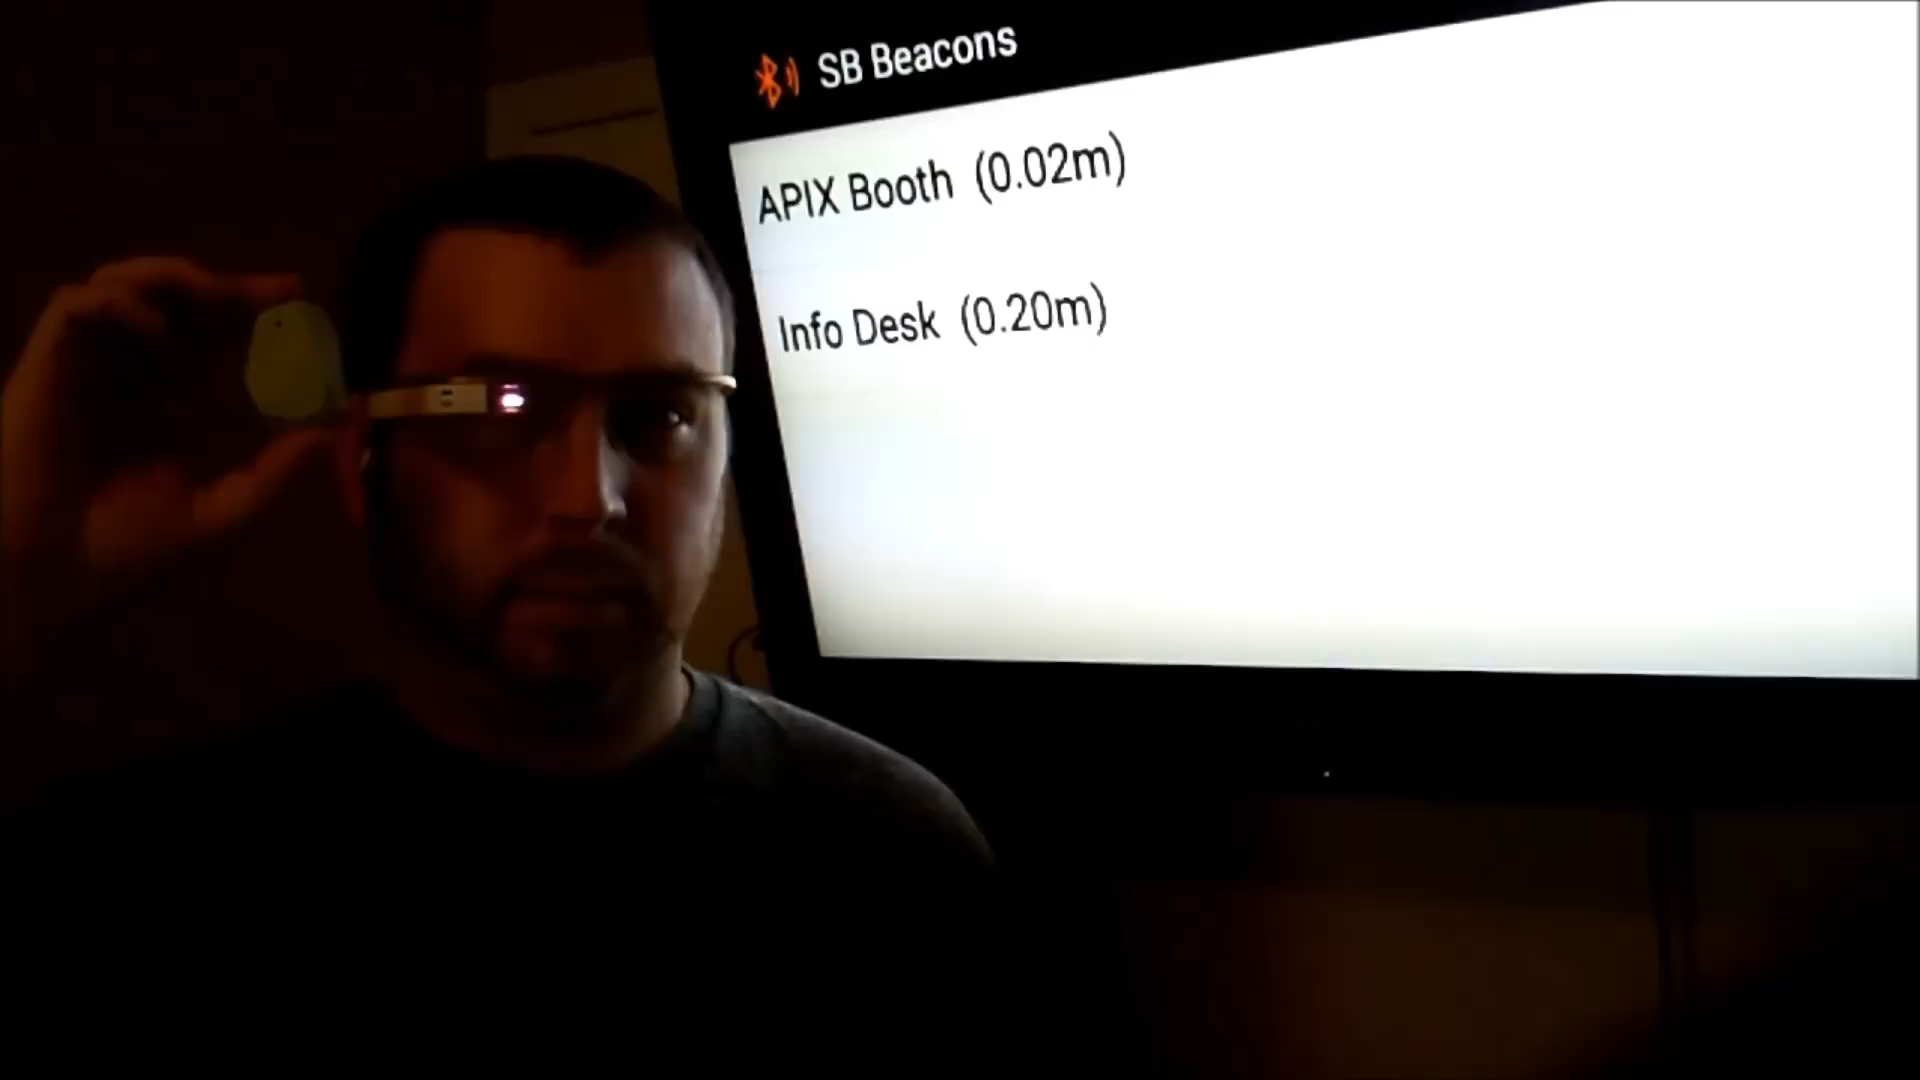 SB Beacons
APIX Booth (0.02m)
Info Desk (0.20m)